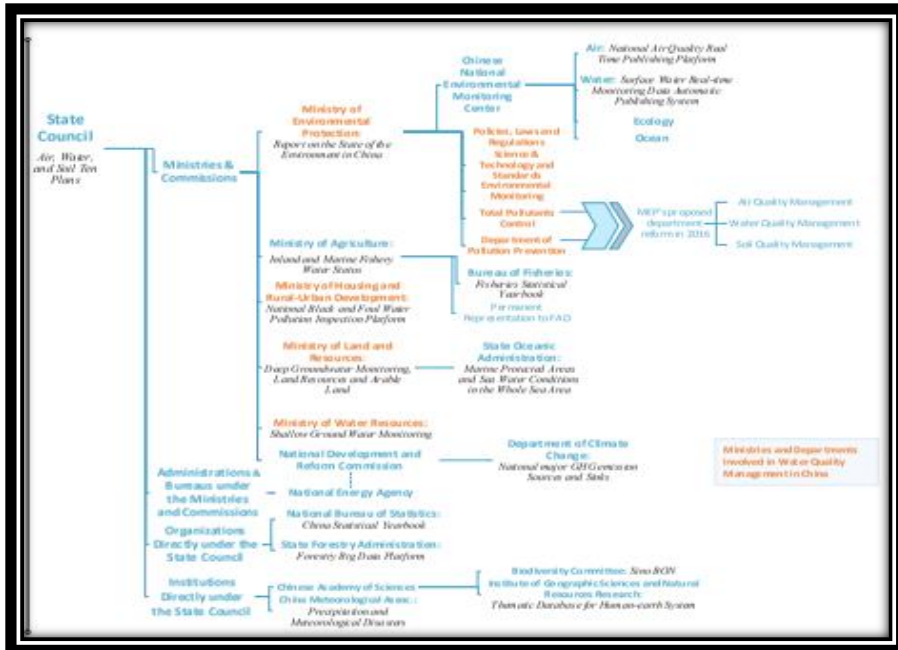 State
Council
Air, Water,
and Soil Ten
Plans
Ministries &
Commissions
Ministry of
Environmental
Protection:
Report on the State of the
Environment in China
Chinese
National
Environmental
Monitoring
Center
Air: National Air Quality Real
Time Publishing Platform
Water: Surface Water Real-time
Monitoring Data Automatic
Publishing System
Ecology
Ocean
Policies, Laws and
Regulations
Science &
Technology and
Standards
Environmental
Monitoring
Total Pollutants
Control
Department of
Pollution Prevention
MEP's proposed
department
reform in 2016
Air Quality Management
Water Quality Management
Soil Quality Management
Ministry of Agriculture:
Inland and Marine Fishery
Water Status
Bureau of Fisheries:
Fisheries Statistical
Yearbook
Permanent
Representation to FAO
Ministry of Housing and
Rural-Urban Development:
National Black and Foul Water
Pollution Inspection Platform
Ministry of Land and
Resources:
Deep Groundwater Monitoring,
Land Resources and Arable
Land
State Oceanic
Administration:
Marine Protected Areas
and Sea Water Conditions
in the Whole Sea Area
Ministry of Water Resources:
Shallow Ground Water Monitoring
National Development and
Reform Commission
Department of Climate
Change:
National major GHG emission
Sources and Sinks
Ministries and Departments
Involved in Water Quality
Management in China
Administrations &
Bureaus under
the Ministries
and Commissions
National Energy Agency
Organizations
Directly under the
State Council
National Bureau of Statistics:
China Statistical Yearbook
State Forestry Administration:
Forestry Big Data Platform
Institutions
Directly under
the State Council
Chinese Academy of Sciences
China Meteorological Assoc.:
Precipitation and
Meteorological Disasters
Biodiversity Committee: Sino BON
Institute of Geographic Sciences and Natural
Resources Research:
Thematic Database for Human-earth System